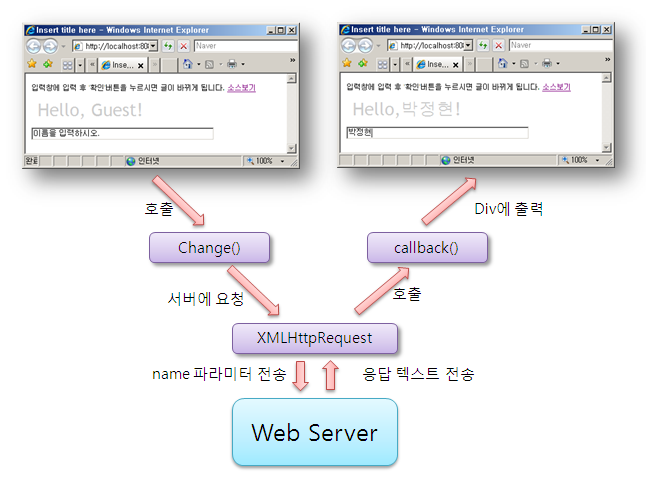 Insert title here - Windows Internet Explorer
http://localhost:80
Naver
Inse...
입력창에 입력 후 확인버튼을 누르시면 글이 바뀌게 됩니다. 소스보기
Hello, Guest!
이름을 입력하시오.
완료
인터넷
100%
Insert title here - Windows Internet Explorer
http://localhost:80
Naver
Inse...
입력창에 입력 후 확인버튼을 누르시면 글이 바뀌게 됩니다. 소스보기
Hello,박정현!
박정현
인터넷
100%
호출
Div에 출력
Change()
callback()
서버에 요청
호출
XMLHttpRequest
name 파라미터 전송
응답 텍스트 전송
Web Server